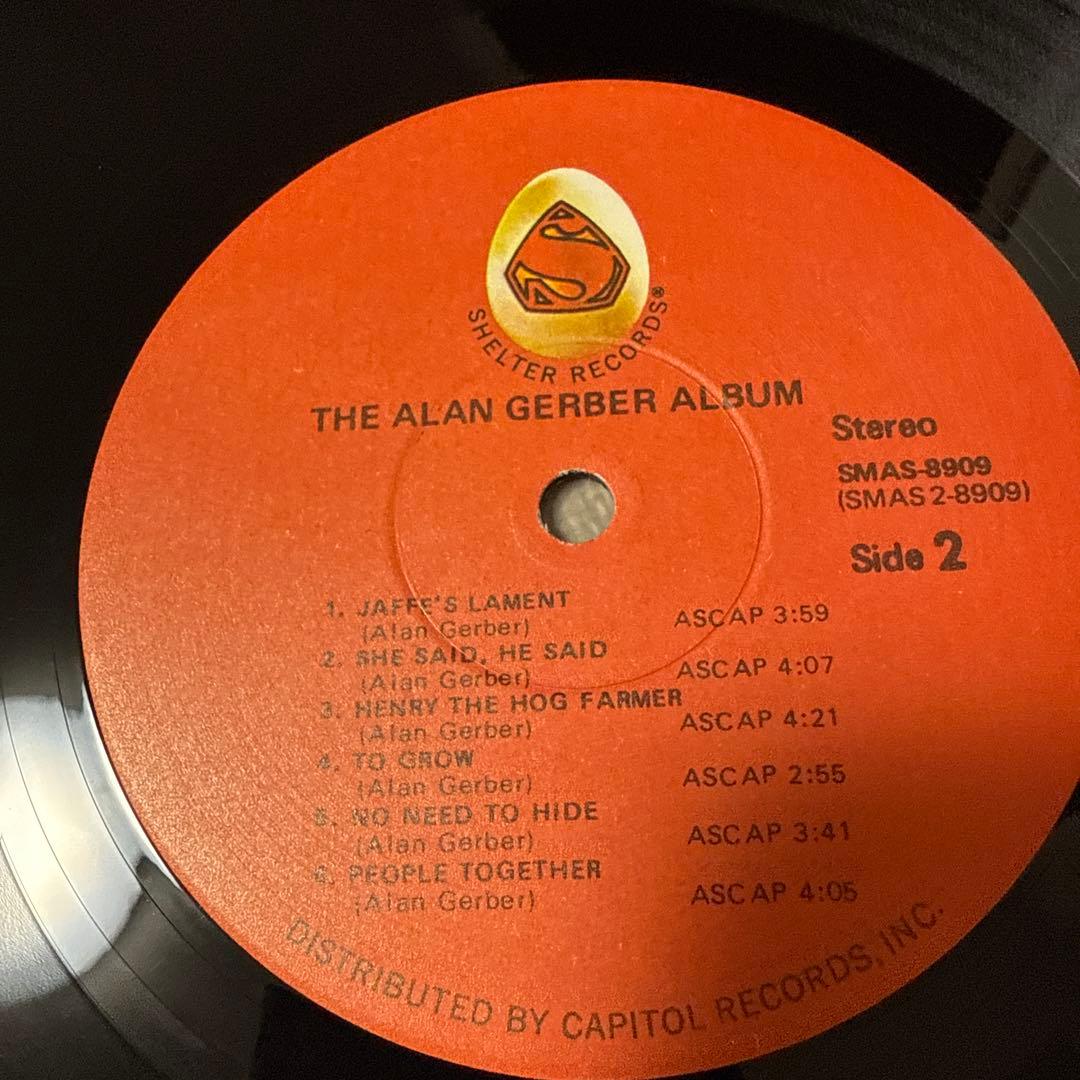 SHELTER RECORDS®
THE ALAN GERBER ALBUM
Stereo
SMAS-8909
(SMAS 2-8909)
Side 2
1. JAFFE'S LAMENT
(Alan Gerber) ASCAP 3:59
2. SHE SAID, HE SAID
(Alan Gerber) ASCAP 4:07
3. HENRY THE HOG FARMER
(Alan Gerber) ASCAP 4:21
4. TO GROW
(Alan Gerber) ASCAP 2:55
5. NO NEED TO HIDE
(Alan Gerber) ASCAP 3:41
6. PEOPLE TOGETHER
(Alan Gerber) ASCAP 4:05
DISTRIBUTED BY CAPITOL RECORDS, INC.